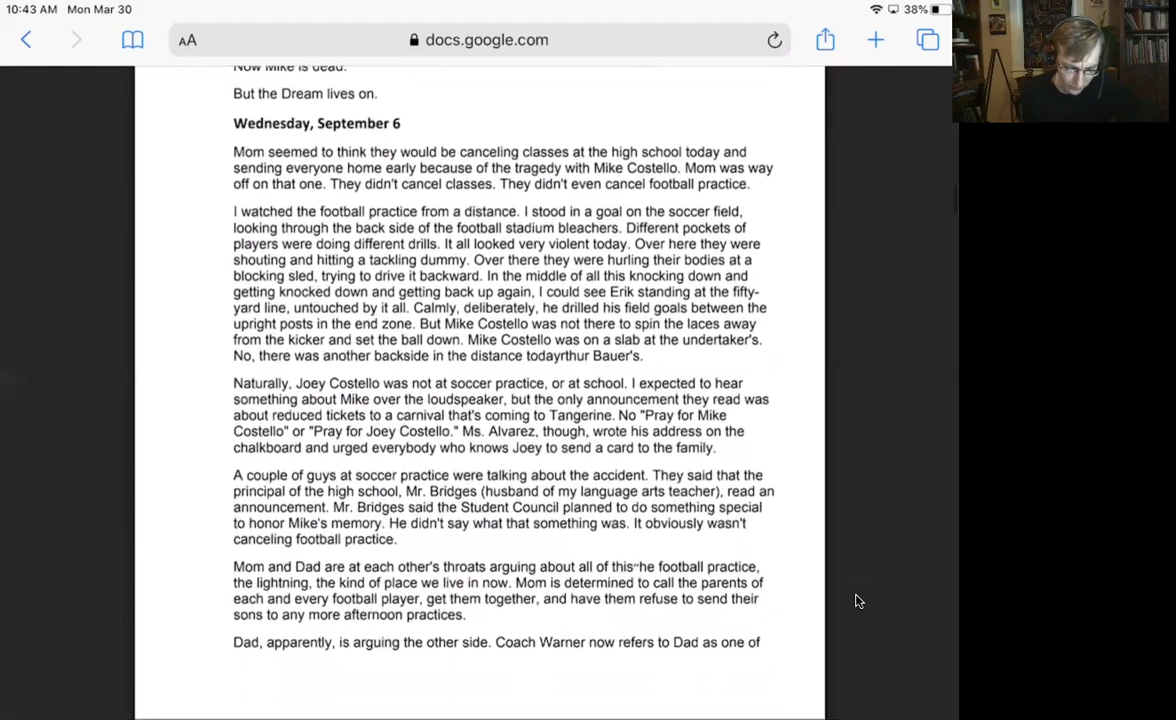 10:43 AM Mon Mar 30
38%
AA
docs.google.com
Now Mike is dead.
But the Dream lives on.
Wednesday, September 6
Mom seemed to think they would be canceling classes at the high school today and
sending everyone home early because of the tragedy with Mike Costello. Mom was way
off on that one. They didn't cancel classes. They didn't even cancel football practice.
I watched the football practice from a distance. I stood in a goal on the soccer field,
looking through the back side of the football stadium bleachers. Different pockets of
players were doing different drills. It all looked very violent today. Over here they were
shouting and hitting a tackling dummy. Over there they were hurling their bodies at a
blocking sled, trying to drive it backward. In the middle of all this knocking down and
getting knocked down and getting back up again, I could see Erik standing at the fifty-
yard line, untouched by it all. Calmly, deliberately, he drilled his field goals between the
upright posts in the end zone. But Mike Costello was not there to spin the laces away
from the kicker and set the ball down. Mike Costello was on a slab at the undertaker's.
No, there was another backside in the distance todayrthur Bauer's.
Naturally, Joey Costello was not at soccer practice, or at school. I expected to hear
something about Mike over the loudspeaker, but the only announcement they read was
about reduced tickets to a carnival that's coming to Tangerine. No "Pray for Mike
Costello" or "Pray for Joey Costello." Ms. Alvarez, though, wrote his address on the
chalkboard and urged everybody who knows Joey to send a card to the family.
A couple of guys at soccer practice were talking about the accident. They said that the
principal of the high school, Mr. Bridges (husband of my language arts teacher), read an
announcement. Mr. Bridges said the Student Council planned to do something special
to honor Mike's memory. He didn't say what that something was. It obviously wasn't
canceling football practice.
Mom and Dad are at each other's throats arguing about all of this--he football practice,
the lightning, the kind of place we live in now. Mom is determined to call the parents of
each and every football player, get them together, and have them refuse to send their
sons to any more afternoon practices.
Dad, apparently, is arguing the other side. Coach Warner now refers to Dad as one of